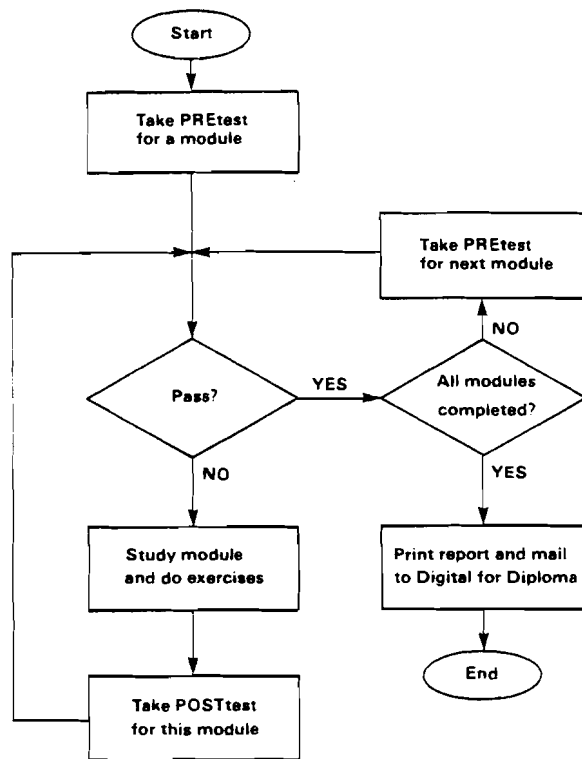 Start
Take PREtest
for a module
Take PREtest
for next module
NO
Pass?
YES
All modules
completed?
NO
YES
Study module
and do exercises
Print report and mail
to Digital for Diploma
Take POSTtest
for this module
End